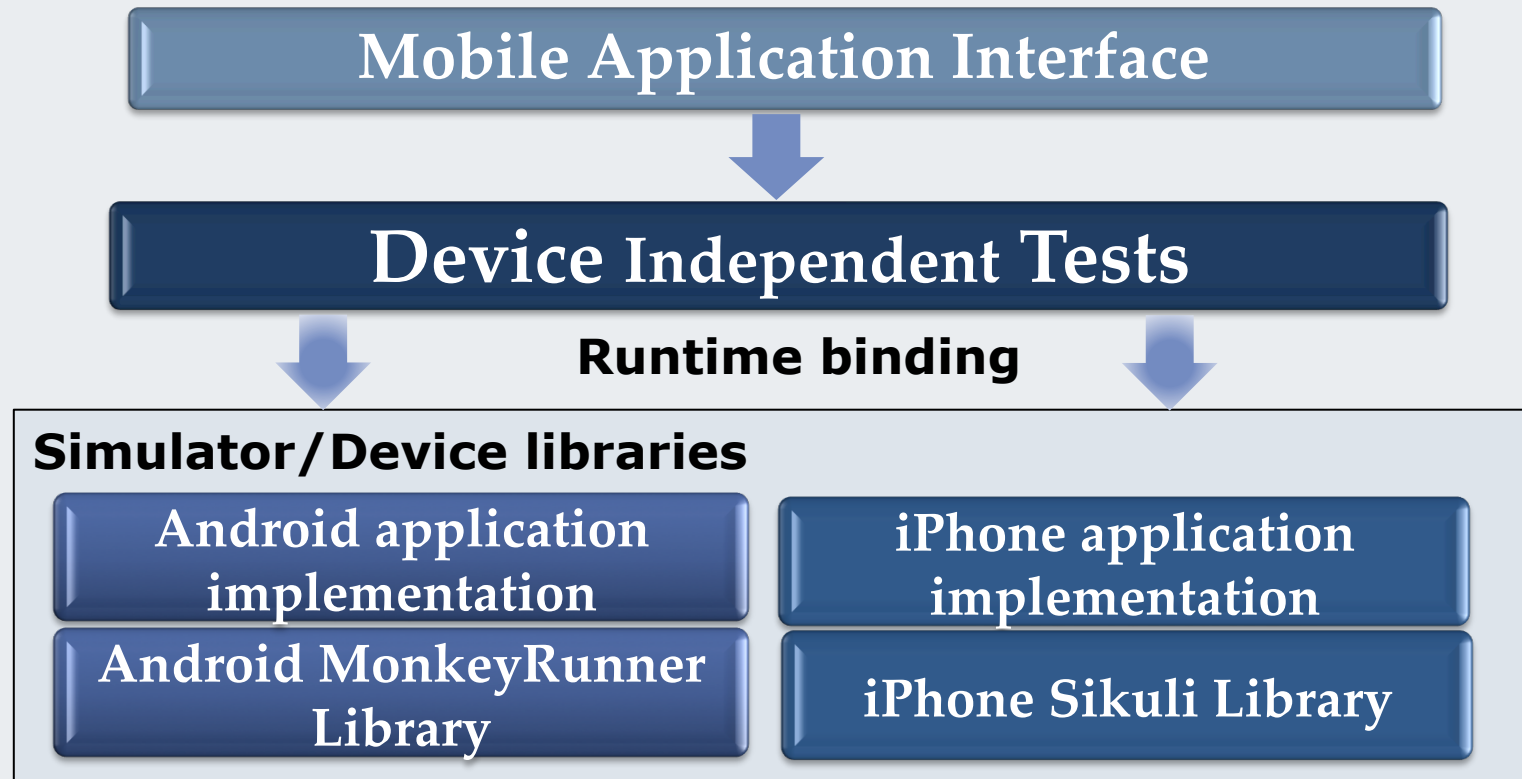 Mobile Application Interface
Device Independent Tests
Runtime binding
Simulator/Device libraries
Android application
implementation
iPhone application
implementation
Android MonkeyRunner
Library
iPhone Sikuli Library